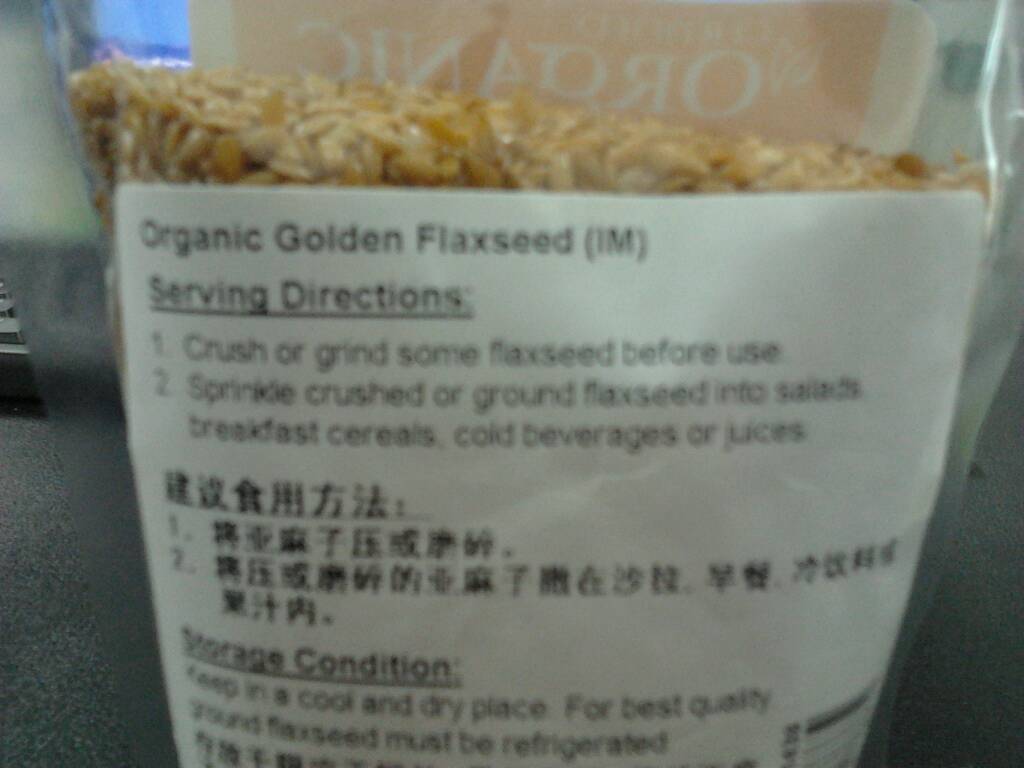 ORGANIC
Organic Golden Flaxseed (IM)
Serving Directions:
1. Crush or grind some flaxseed before use.
2. Sprinkle crushed or ground flaxseed into salads,
breakfast cereals, cold beverages or juices.
建议食用方法：
1. 将亚麻子压或磨碎。
2. 将压或磨碎的亚麻子撒在沙拉, 早餐, 冷饮料或
果汁内。
Storage Condition:
Keep in a cool and dry place. For best quality
ground flaxseed must be refrigerated